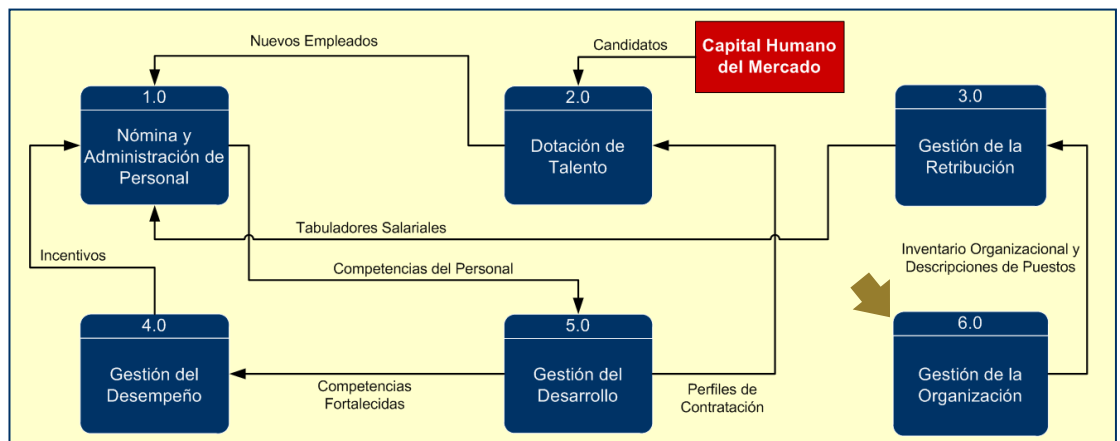 Nuevos Empleados
Candidatos
Capital Humano
del Mercado
1.0
Nómina y
Administración de
Personal
2.0
Dotación de
Talento
3.0
Gestión de la
Retribución
Tabuladores Salariales
Incentivos
Competencias del Personal
Inventario Organizacional y
Descripciones de Puestos
4.0
Gestión del
Desempeño
Competencias
Fortalecidas
5.0
Gestión del
Desarrollo
Perfiles de
Contratación
6.0
Gestión de la
Organización